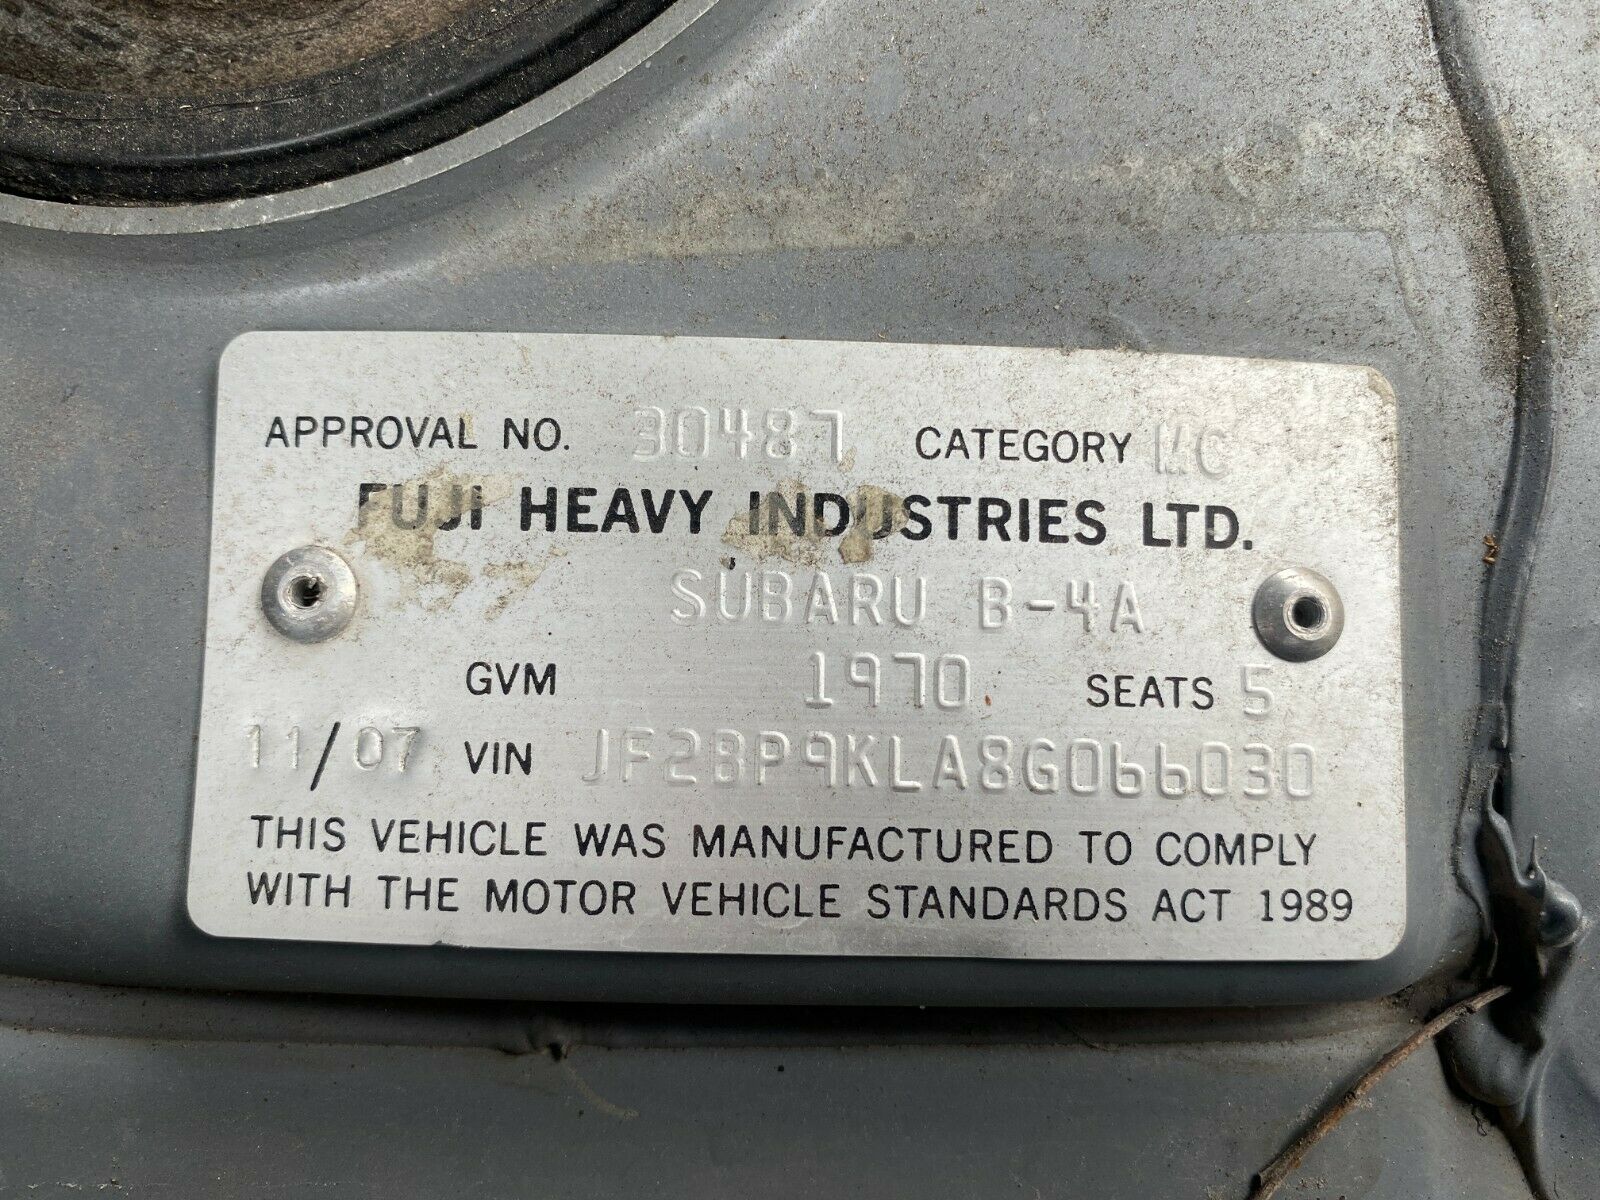 APPROVAL NO. 30487 CATEGORY MC
FUJI HEAVY INDUSTRIES LTD.
SUBARU B-4A
GVM 1970 SEATS 5
11/07 VIN JF2BP9KLA8G066030
THIS VEHICLE WAS MANUFACTURED TO COMPLY
WITH THE MOTOR VEHICLE STANDARDS ACT 1989